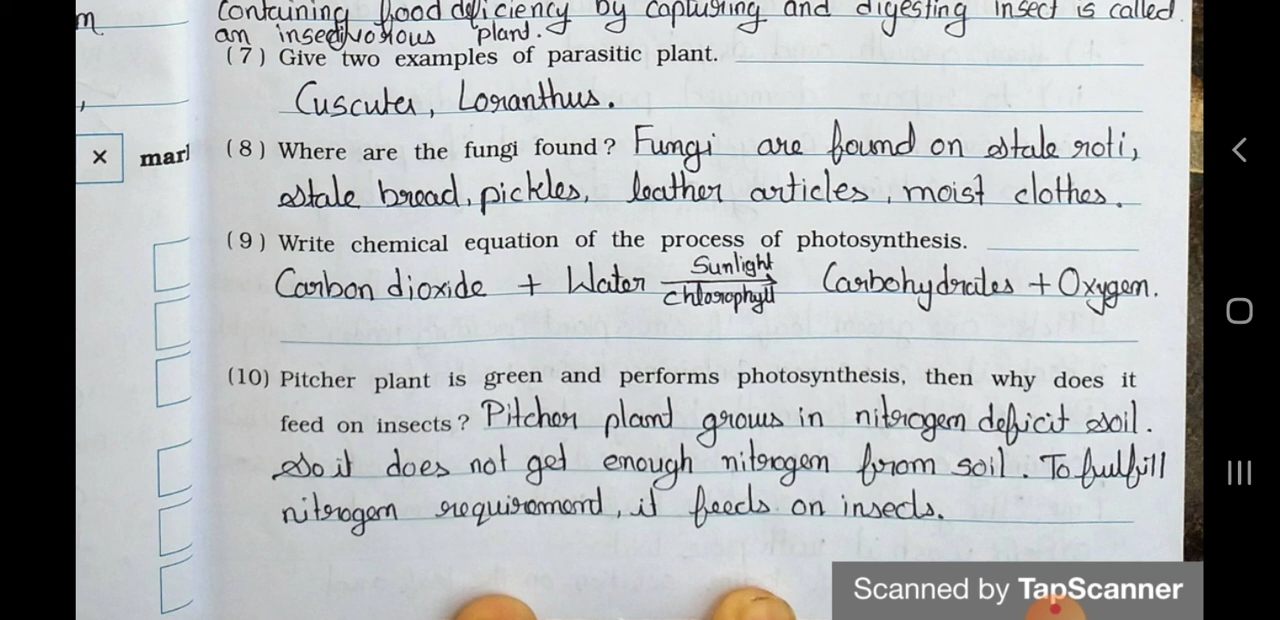 m
Containing food deficiency by capturing and digesting insect is called
an insectivorous plant.
(7) Give two examples of parasitic plant.
,
Cuscuter, Loranthus.
× marl
(8) Where are the fungi found? Fungi are found on stale roti,
stale bread, pickles, leather articles, moist clothes.
(9) Write chemical equation of the process of photosynthesis.
Carbon dioxide + Water Sunlight → Chlorophyll Carbohydrates + Oxygen.
(10) Pitcher plant is green and performs photosynthesis, then why does it
feed on insects? Pitcher plant grows in nitrogen deficit soil.
So it does not get enough nitrogen from soil. To fulfill
nitrogen requirement, it feeds on insects.
Scanned by TapScanner